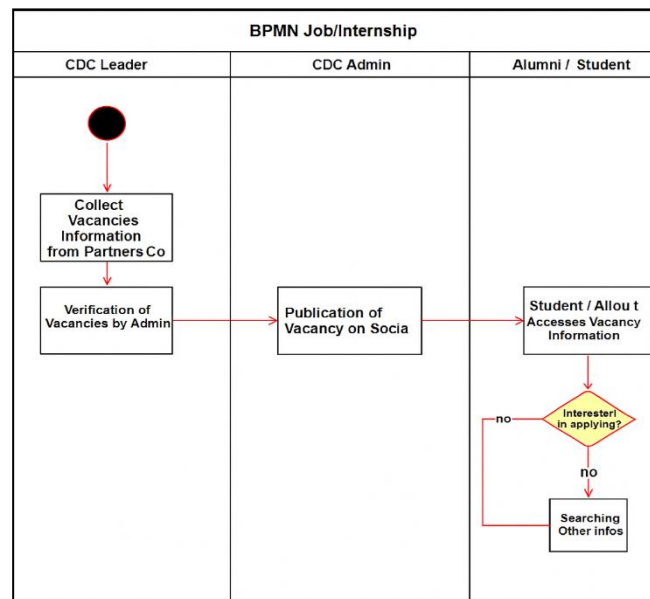 BPMN Job/Internship
CDC Leader
CDC Admin
Alumni / Student
Collect
Vacancies
Information
from Partners Co
Verification of
Vacancies by Admin
Publication of
Vacancy on Socia
Student / Allou t
Accesses Vacancy
Information
Interesterl
in applying?
no
no
Searching
Other infos